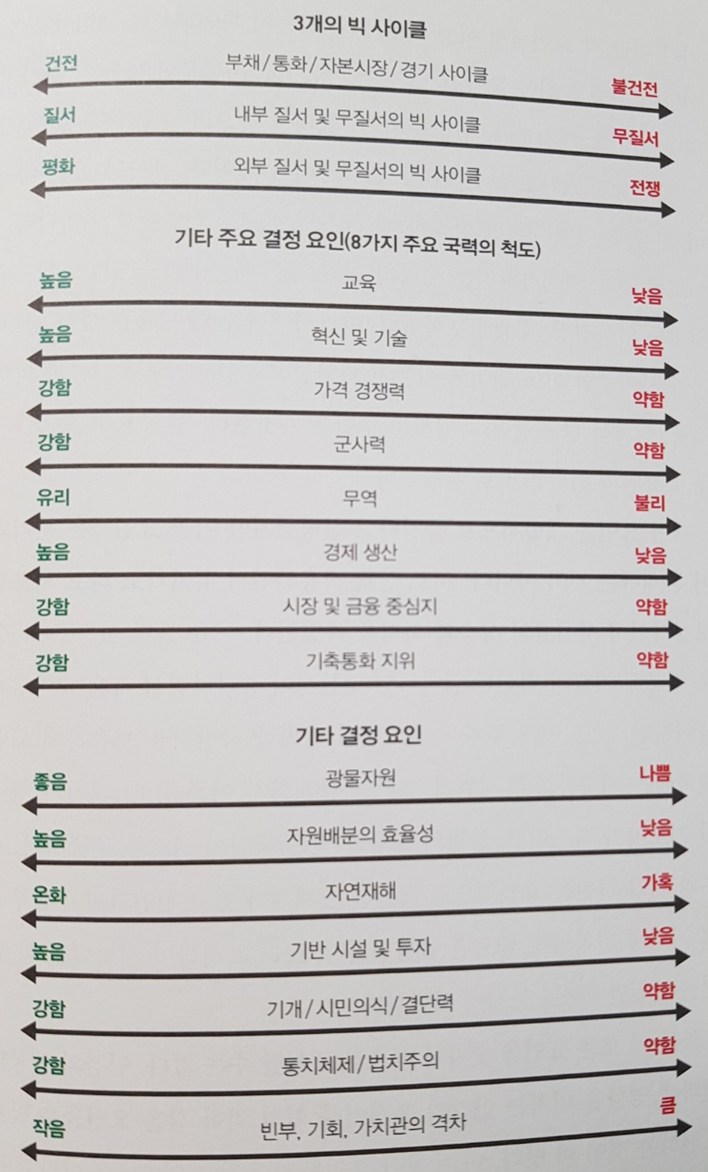 3개의 빅 사이클
건전 부채/통화/자본시장/경기 사이클 불건전
질서 내부 질서 및 무질서의 빅 사이클 무질서
평화 외부 질서 및 무질서의 빅 사이클 전쟁
기타 주요 결정 요인(8가지 주요 국력의 척도)
높음 교육 낮음
높음 혁신 및 기술 낮음
강함 가격 경쟁력 약함
강함 군사력 약함
유리 무역 불리
높음 경제 생산 낮음
강함 시장 및 금융 중심지 약함
강함 기축통화 지위 약함
기타 결정 요인
좋음 광물자원 나쁨
높음 자원배분의 효율성 낮음
온화 자연재해 가혹
높음 기반 시설 및 투자 낮음
강함 기개/시민의식/결단력 약함
강함 통치체제/법치주의 약함
작음 빈부, 기회, 가치관의 격차 큼